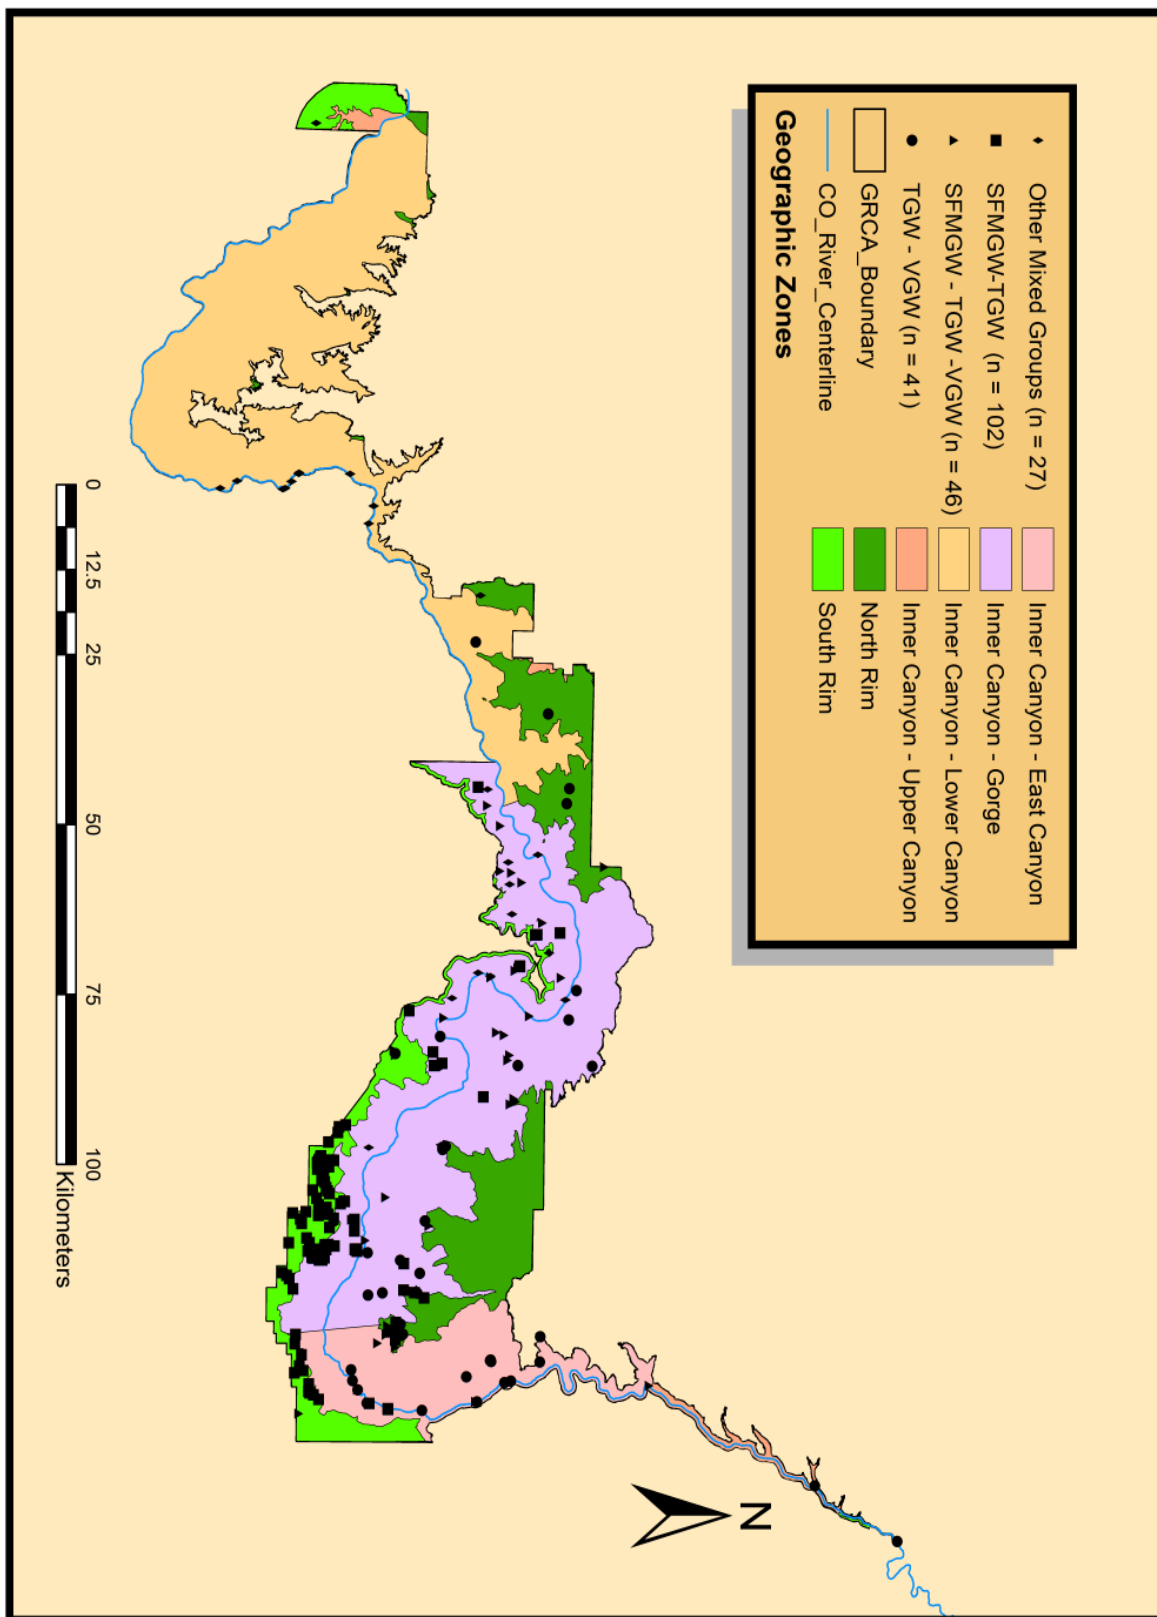 Other Mixed Groups (n = 27)
SFMGW-TGW (n = 102)
SFMGW - TGW -VGW (n = 46)
TGW - VGW (n = 41)
GRCA_Boundary
CO_River_Centerline
Geographic Zones
Inner Canyon - East Canyon
Inner Canyon - Gorge
Inner Canyon - Lower Canyon
Inner Canyon - Upper Canyon
North Rim
South Rim
N
0 12.5 25 50 75 100
Kilometers